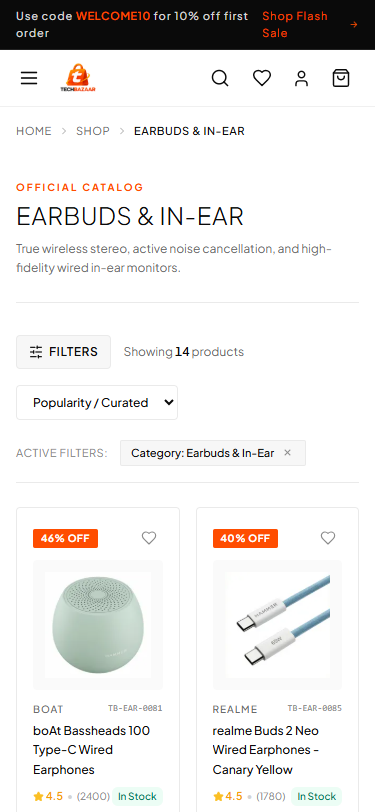 Use code WELCOME10 for 10% off first order
Shop Flash Sale →
TECHBAZAAR
HOME > SHOP > EARBUDS & IN-EAR
OFFICIAL CATALOG
EARBUDS & IN-EAR
True wireless stereo, active noise cancellation, and high-
fidelity wired in-ear monitors.
FILTERS
Showing 14 products
Popularity / Curated
ACTIVE FILTERS: Category: Earbuds & In-Ear ×
46% OFF
BOAT TB-EAR-0081
boAt Bassheads 100
Type-C Wired
Earphones
4.5 • (2400) In Stock
40% OFF
HAMMER
60W
REALME TB-EAR-0085
realme Buds 2 Neo
Wired Earphones -
Canary Yellow
4.5 • (1780) In Stock